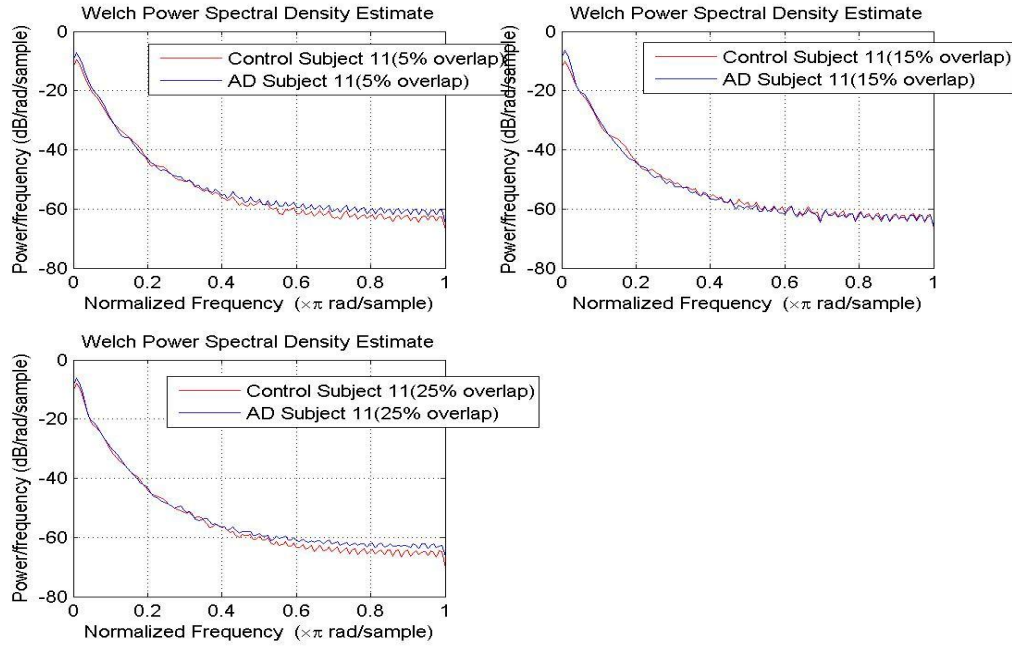 Welch Power Spectral Density Estimate
Power/frequency (dB/rad/sample)
0
-20
-40
-60
-80
Control Subject 11(5% overlap)
AD Subject 11(5% overlap)
0
0.2
0.4
0.6
0.8
1
Normalized Frequency (×π rad/sample)
Welch Power Spectral Density Estimate
Power/frequency (dB/rad/sample)
0
-20
-40
-60
-80
Control Subject 11(15% overlap)
AD Subject 11(15% overlap)
0
0.2
0.4
0.6
0.8
1
Normalized Frequency (×π rad/sample)
Welch Power Spectral Density Estimate
Power/frequency (dB/rad/sample)
0
-20
-40
-60
-80
Control Subject 11(25% overlap)
AD Subject 11(25% overlap)
0
0.2
0.4
0.6
0.8
1
Normalized Frequency (×π rad/sample)